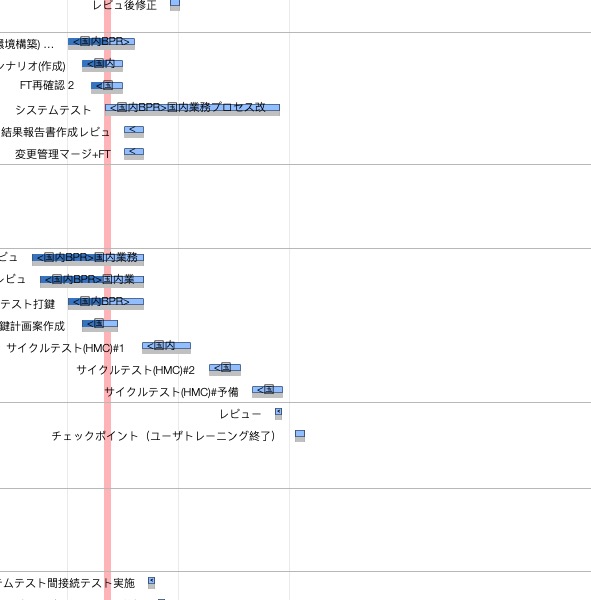 レビュ後修正
環境構築) ... <国内BPR>
ナリオ(作成) <国内
FT再確認 2 <国
システムテスト <国内BPR>国内業務プロセス改
結果報告書作成レビュ <
変更管理マージ+FT <
ビュ <国内BPR>国内業務
レビュ <国内BPR>国内業
テスト打鍵 <国内BPR>
鍵計画案作成 <国
サイクルテスト(HMC)#1 <国内
サイクルテスト(HMC)#2 <国
サイクルテスト(HMC)#予備 <国
レビュー <
チェックポイント（ユーザトレーニング終了）
テムテスト間接続テスト実施 <